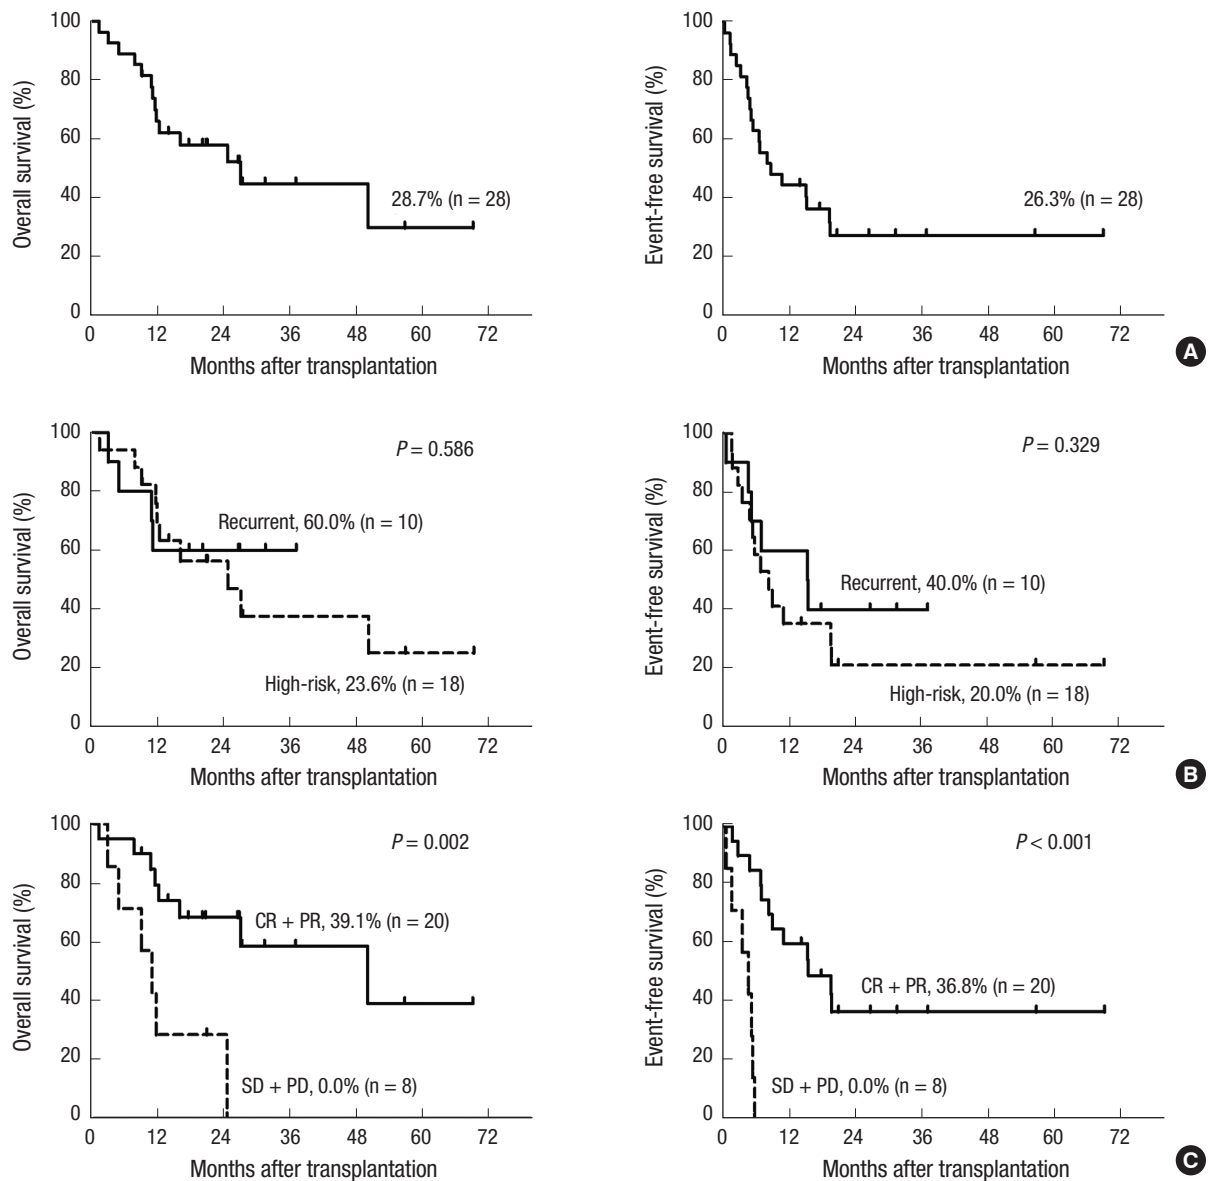 100
80
60
40
20
0
0 12 24 36 48 60 72
Overall survival (%)
Months after transplantation
28.7% (n = 28)
100
80
60
40
20
0
0 12 24 36 48 60 72
Event-free survival (%)
Months after transplantation
26.3% (n = 28)
A
100
80
60
40
20
0
0 12 24 36 48 60 72
Overall survival (%)
Months after transplantation
P = 0.586
Recurrent, 60.0% (n = 10)
High-risk, 23.6% (n = 18)
100
80
60
40
20
0
0 12 24 36 48 60 72
Event-free survival (%)
Months after transplantation
P = 0.329
Recurrent, 40.0% (n = 10)
High-risk, 20.0% (n = 18)
B
100
80
60
40
20
0
0 12 24 36 48 60 72
Overall survival (%)
Months after transplantation
P = 0.002
CR + PR, 39.1% (n = 20)
SD + PD, 0.0% (n = 8)
100
80
60
40
20
0
0 12 24 36 48 60 72
Event-free survival (%)
Months after transplantation
P < 0.001
CR + PR, 36.8% (n = 20)
SD + PD, 0.0% (n = 8)
C